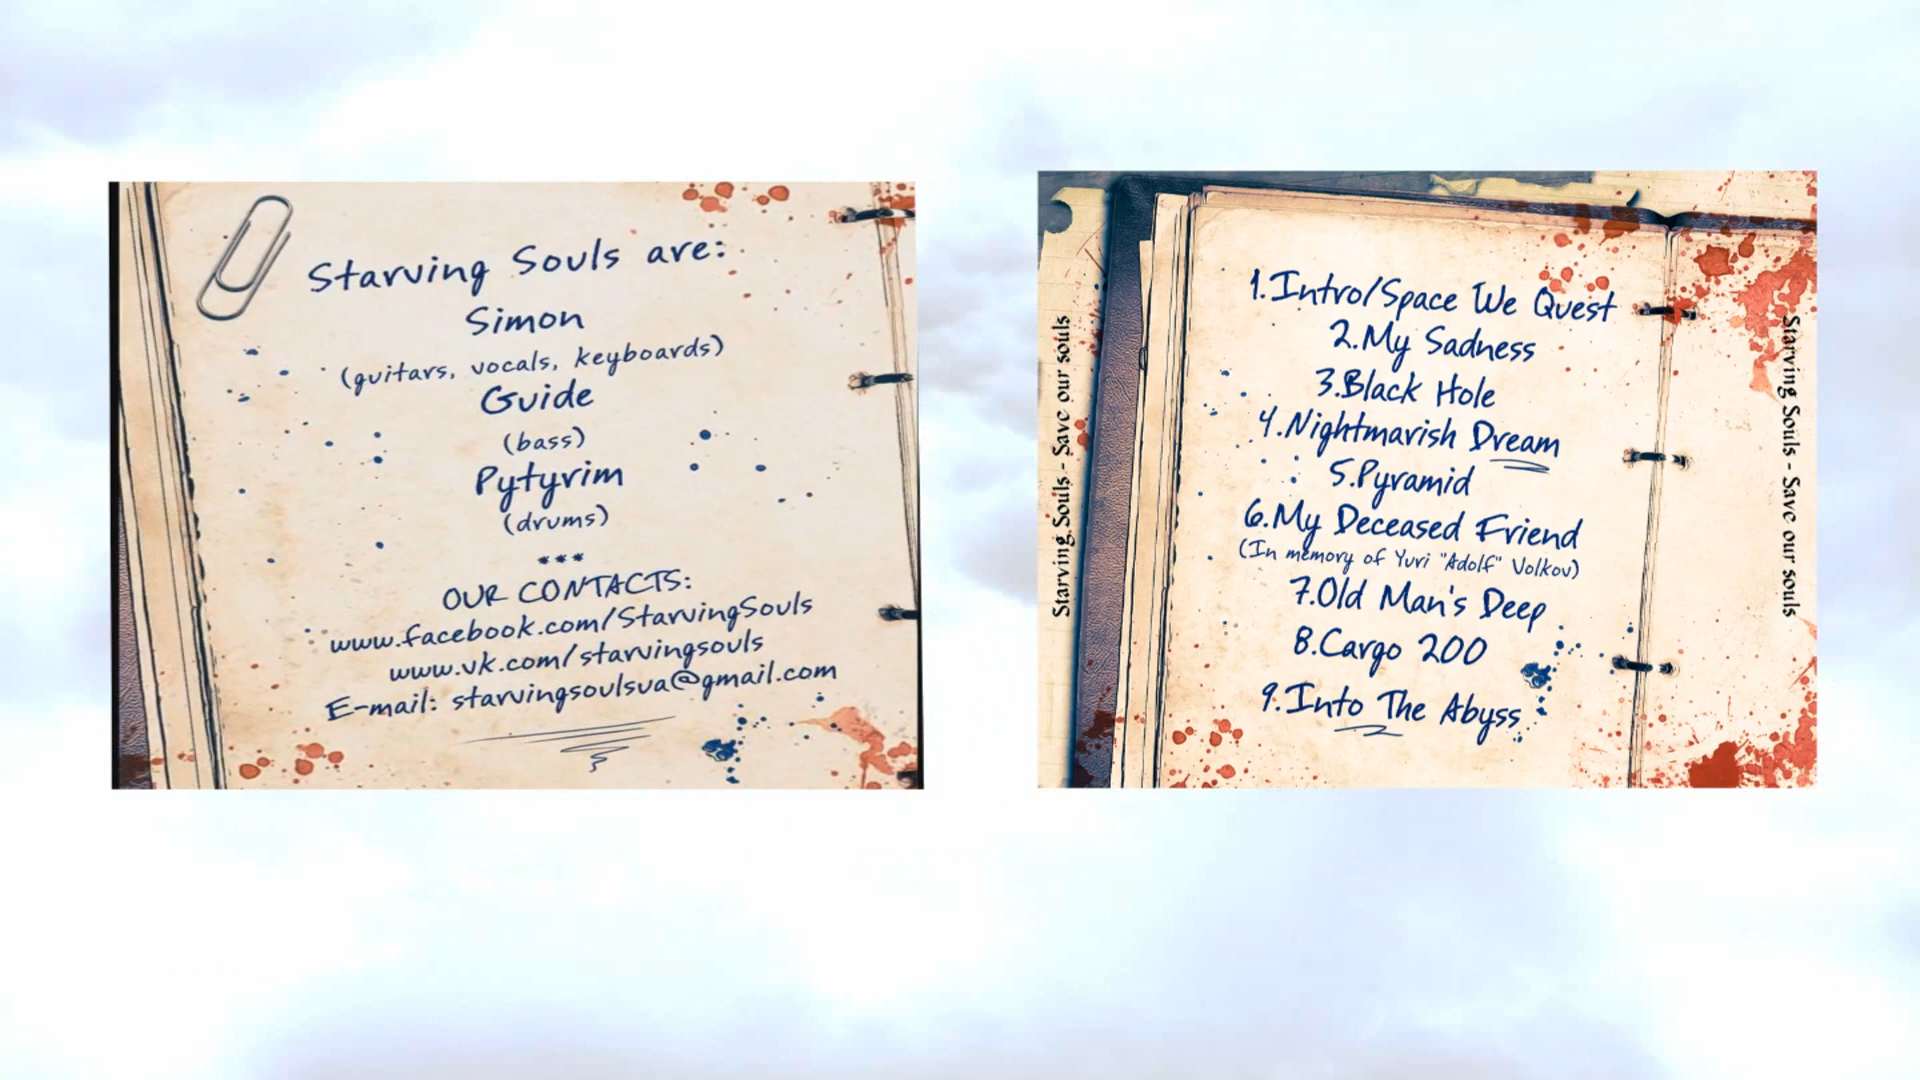 Starving Souls are:
Simon
(guitars, vocals, keyboards)
Guide
(bass)
Pytyrim
(drums)
***
OUR CONTACTS:
www.facebook.com/StarvingSouls
www.vk.com/starvingsouls
E-mail: starvingsoulsua@gmail.com
Starving Souls - Save our souls
1.Intro/Space We Quest
2.My Sadness
3.Black Hole
4.Nightmarish Dream
5.Pyramid
6.My Deceased Friend
(In memory of Yuri "Adolf" Volkov)
7.Old Man's Deep
8.Cargo 200
9.Into The Abyss
Starving Souls - Save our souls